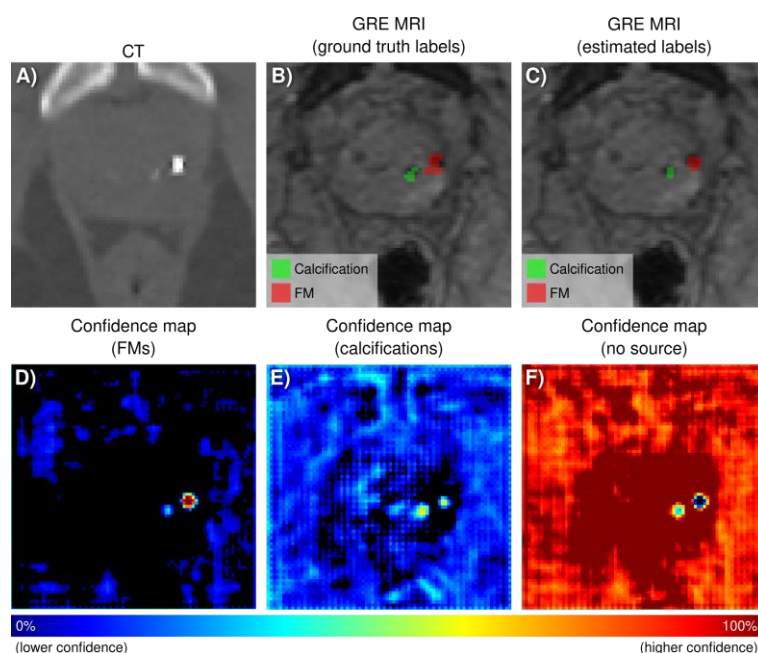 CT
GRE MRI
(ground truth labels)
GRE MRI
(estimated labels)
A)
B)
C)
Calcification
FM
Calcification
FM
Confidence map
(FMs)
Confidence map
(calcifications)
Confidence map
(no source)
D)
E)
F)
0%
100%
(lower confidence)
(higher confidence)